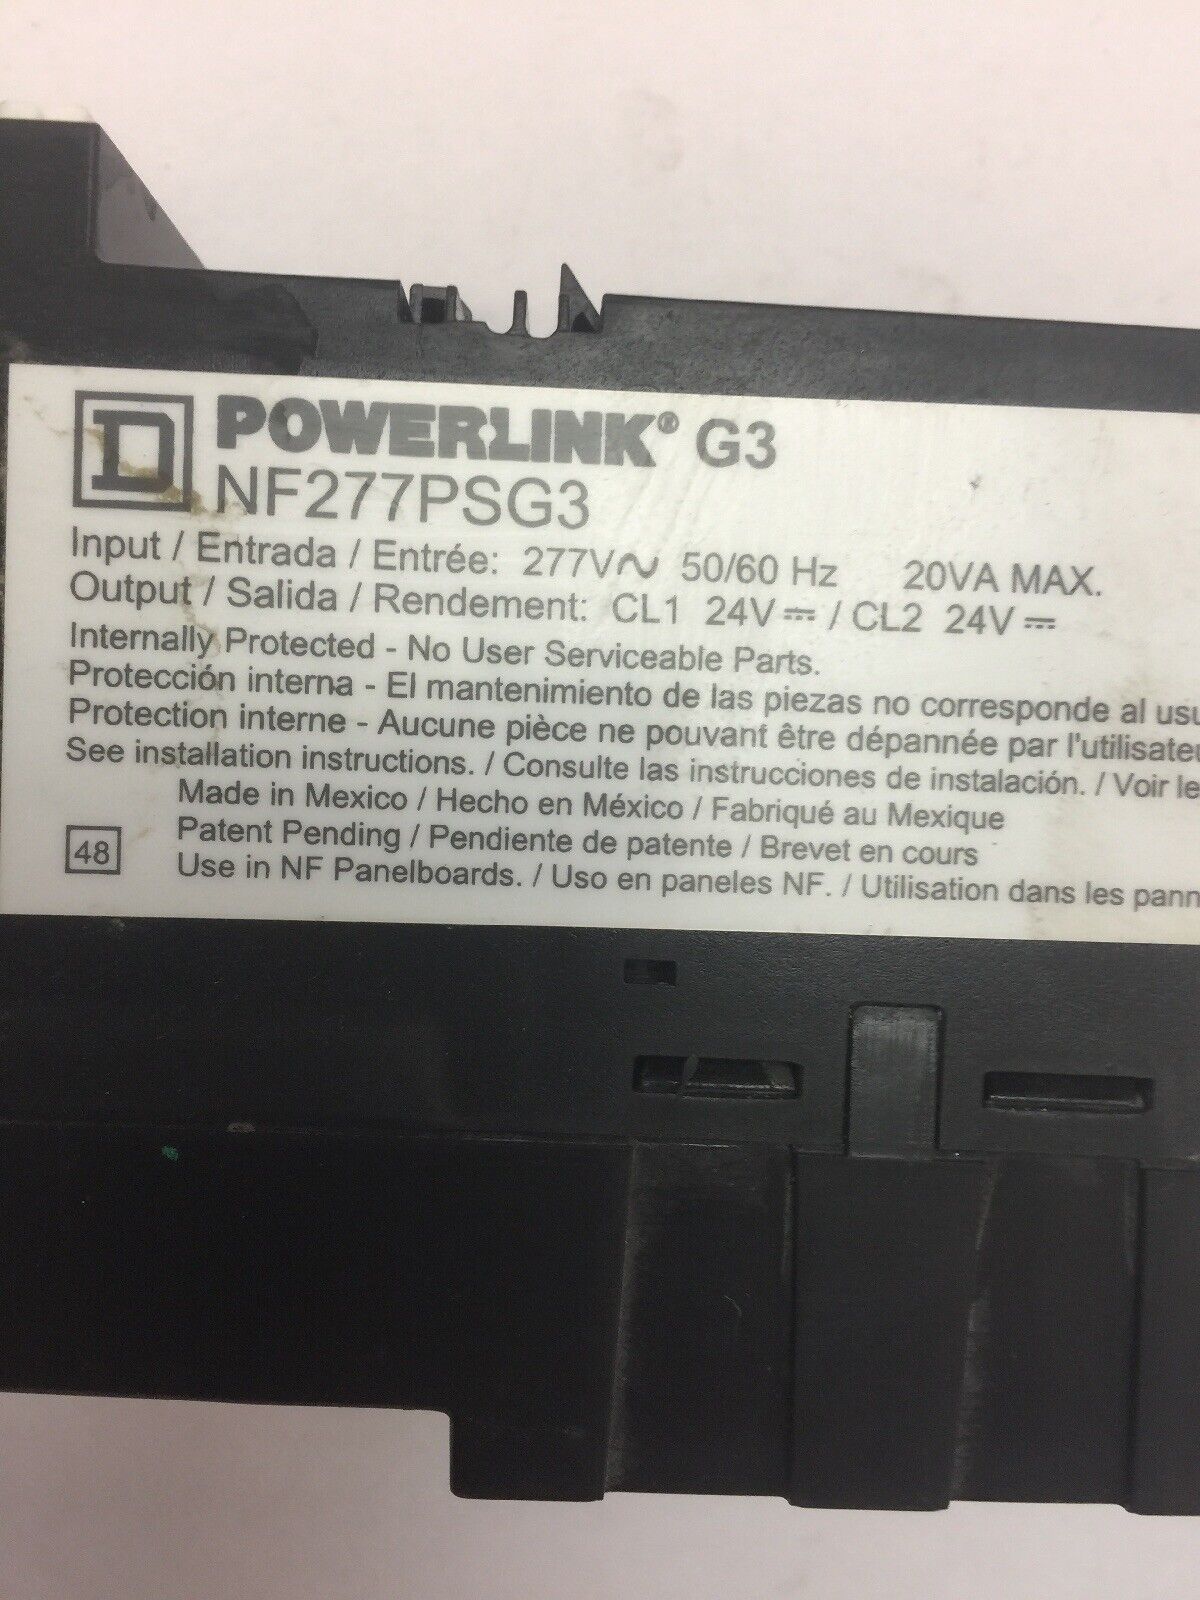 D POWERLINK® G3
NF277PSG3
Input / Entrada / Entrée: 277V∿ 50/60 Hz 20VA MAX.
Output / Salida / Rendement: CL1 24V⎓ / CL2 24V⎓
Internally Protected - No User Serviceable Parts.
Protección interna - El mantenimiento de las piezas no corresponde al usu
Protection interne - Aucune pièce ne pouvant être dépannée par l'utilisate
See installation instructions. / Consulte las instrucciones de instalación. / Voir le
Made in Mexico / Hecho en México / Fabriqué au Mexique
Patent Pending / Pendiente de patente / Brevet en cours
48
Use in NF Panelboards. / Uso en paneles NF. / Utilisation dans les pann